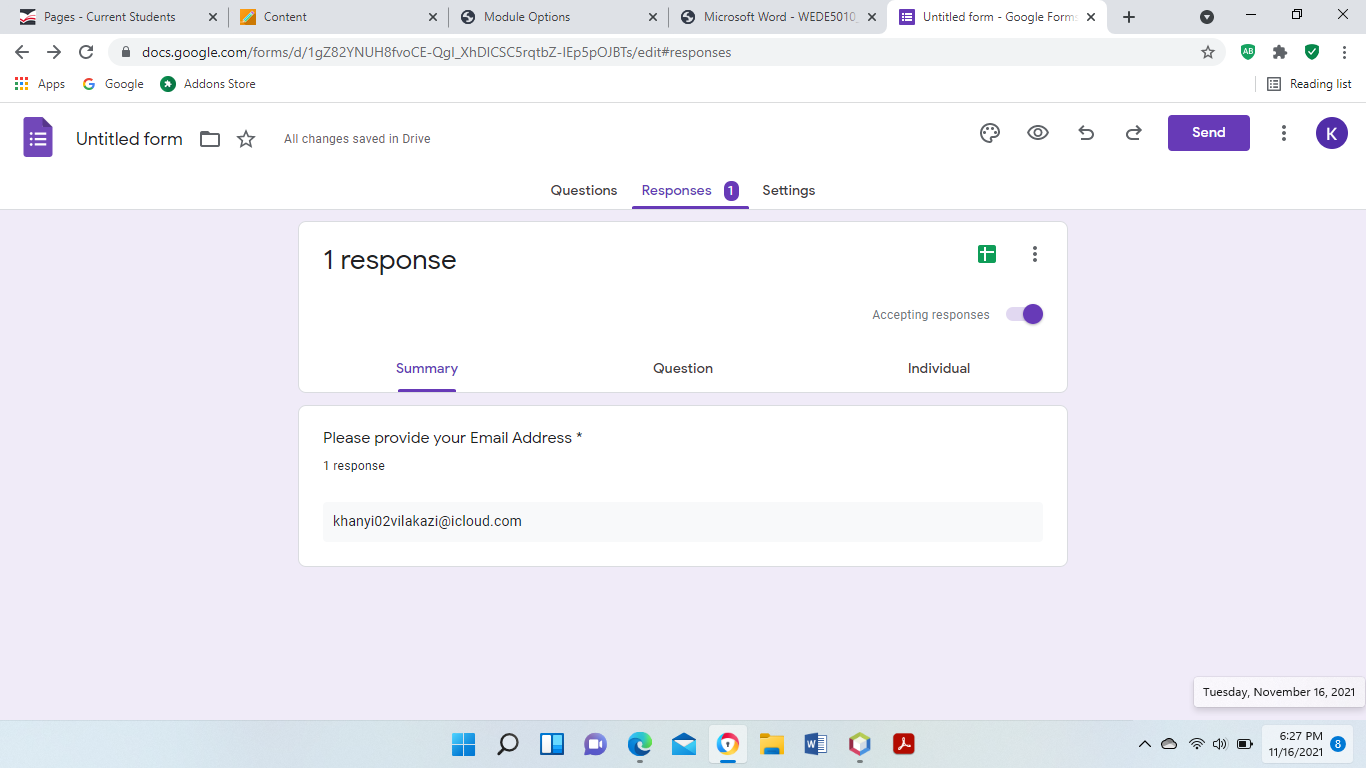 Pages - Current Students
Content
Module Options
Microsoft Word - WEDE5010_
Untitled form - Google Forms
docs.google.com/forms/d/1gZ82YNUH8fvoCE-Qgl_XhDlCSC5rqtbZ-IEp5pOJBTs/edit#responses
Apps
Google
Addons Store
Reading list
Untitled form
All changes saved in Drive
Send
K
Questions
Responses 1
Settings
1 response
Accepting responses
Summary
Question
Individual
Please provide your Email Address *
1 response
khanyi02vilakazi@icloud.com
Tuesday, November 16, 2021
6:27 PM
11/16/2021
8